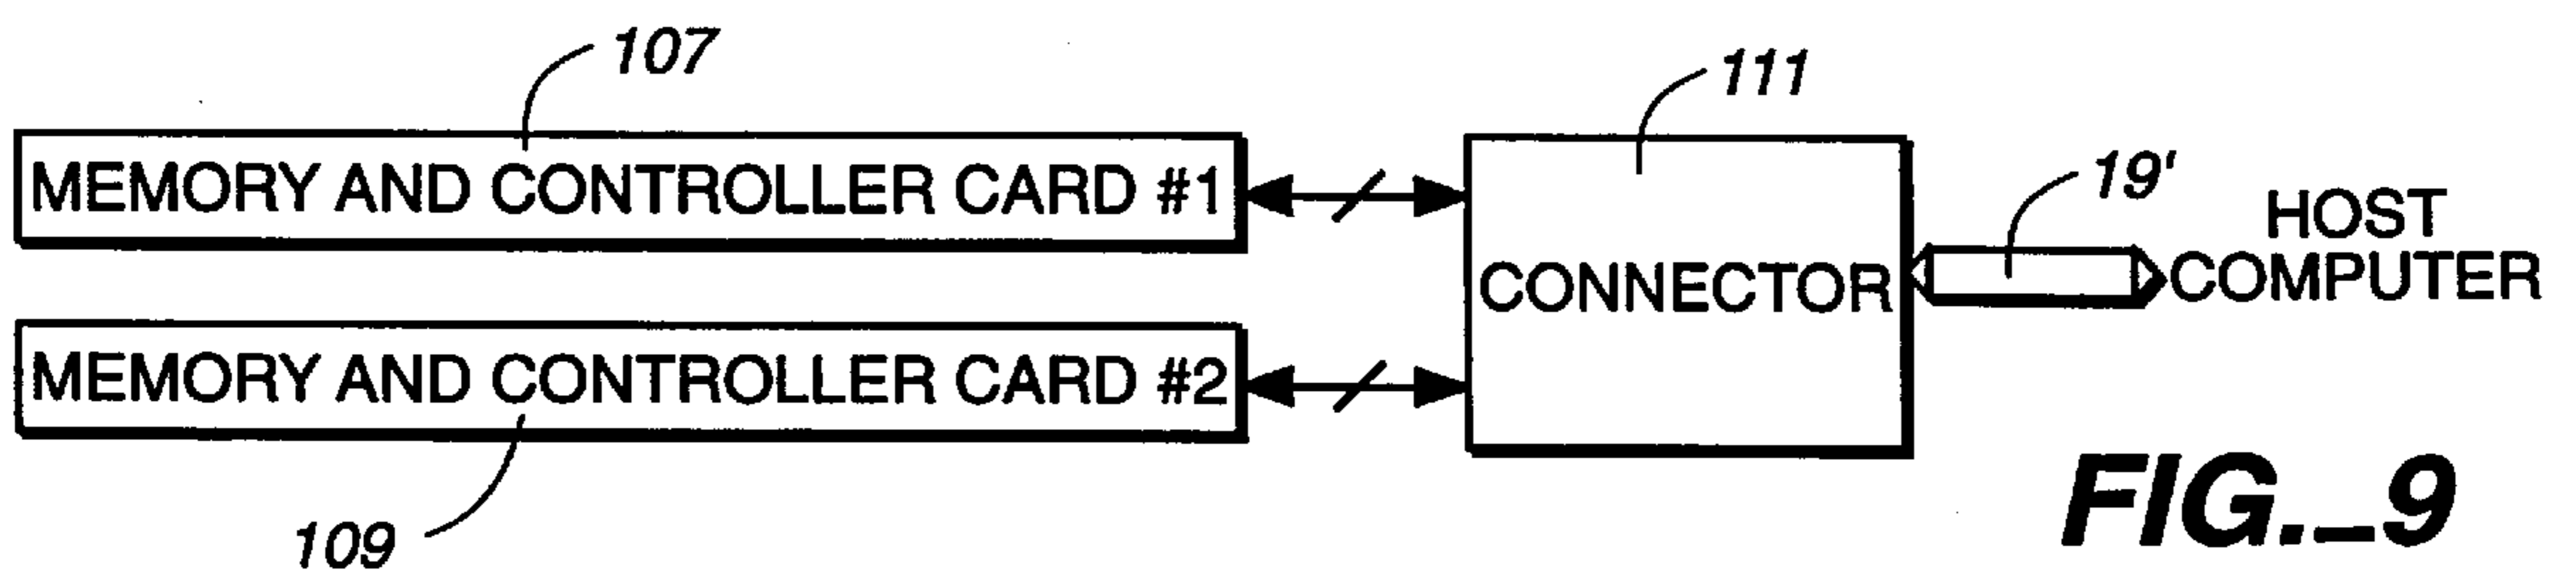 107
111
MEMORY AND CONTROLLER CARD #1
19'
HOST
COMPUTER
CONNECTOR
MEMORY AND CONTROLLER CARD #2
109
FIG._9